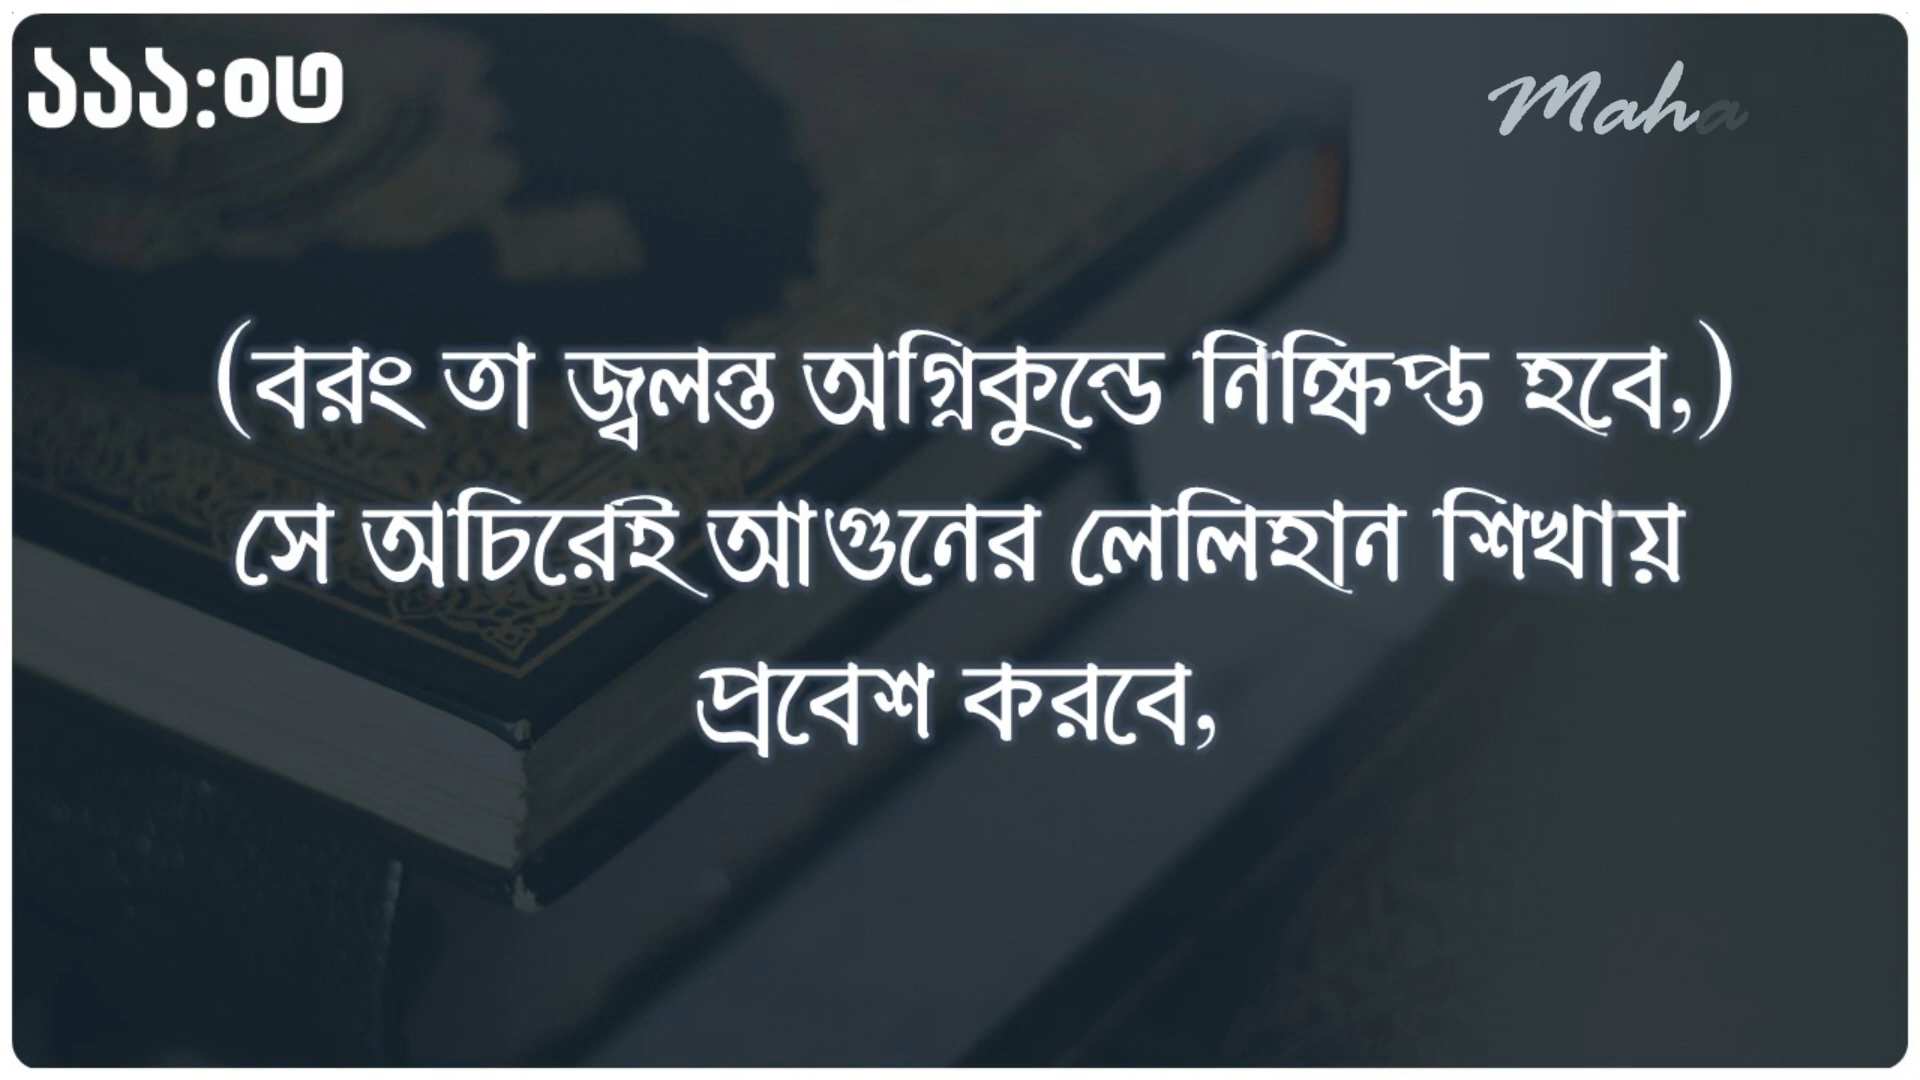 ১১১:০৩
Maha
(বরং তা জ্বলন্ত অগ্নিকুন্ডে নিক্ষিপ্ত হবে,)
সে অচিরেই আগুনের লেলিহান শিখায়
প্রবেশ করবে,